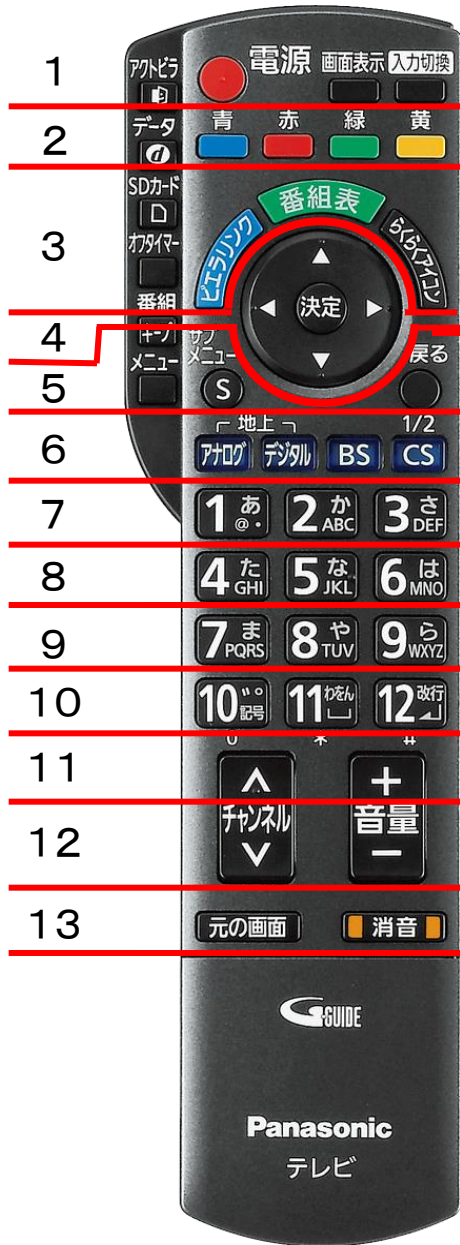 1 アクトビラ 電源 画面表示 入力切換
2 データ d 青 赤 緑 黄
3 SDカード 番組表
オフタイマー ビエラリンク らくらくアイコン
番組 決定
4 キープ サブメニュー 戻る
5 メニュー S
地上 1/2
6 アナログ デジタル BS CS
7 1 あ @. 2 か ABC 3 さ DEF
8 4 た GHI 5 な JKL 6 は MNO
9 7 ま PQRS 8 や TUV 9 ら WXYZ
10 10 ゛゜ 記号 11 わをん 12 改行
0 * #
11 +
12 チャンネル 音量 −
13 元の画面 消音
G-GUIDE
Panasonic
テレビ